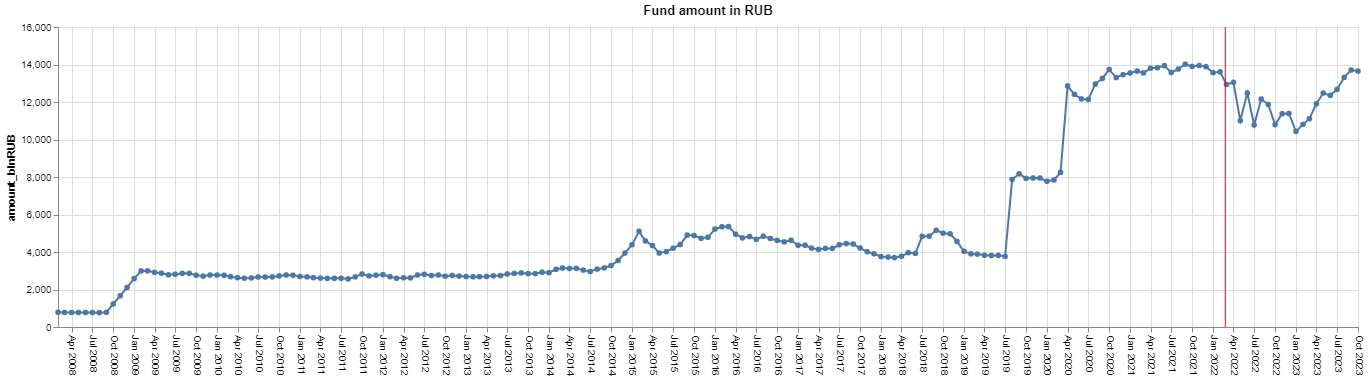 Fund amount in RUB
16,000
14,000
12,000
10,000
8,000
6,000
4,000
2,000
0
amount_blnRUB
Apr 2008
Jul 2008
Oct 2008
Jan 2009
Apr 2009
Jul 2009
Oct 2009
Jan 2010
Apr 2010
Jul 2010
Oct 2010
Jan 2011
Apr 2011
Jul 2011
Oct 2011
Jan 2012
Apr 2012
Jul 2012
Oct 2012
Jan 2013
Apr 2013
Jul 2013
Oct 2013
Jan 2014
Apr 2014
Jul 2014
Oct 2014
Jan 2015
Apr 2015
Jul 2015
Oct 2015
Jan 2016
Apr 2016
Jul 2016
Oct 2016
Jan 2017
Apr 2017
Jul 2017
Oct 2017
Jan 2018
Apr 2018
Jul 2018
Oct 2018
Jan 2019
Apr 2019
Jul 2019
Oct 2019
Jan 2020
Apr 2020
Jul 2020
Oct 2020
Jan 2021
Apr 2021
Jul 2021
Oct 2021
Jan 2022
Apr 2022
Jul 2022
Oct 2022
Jan 2023
Apr 2023
Jul 2023
Oct 2023